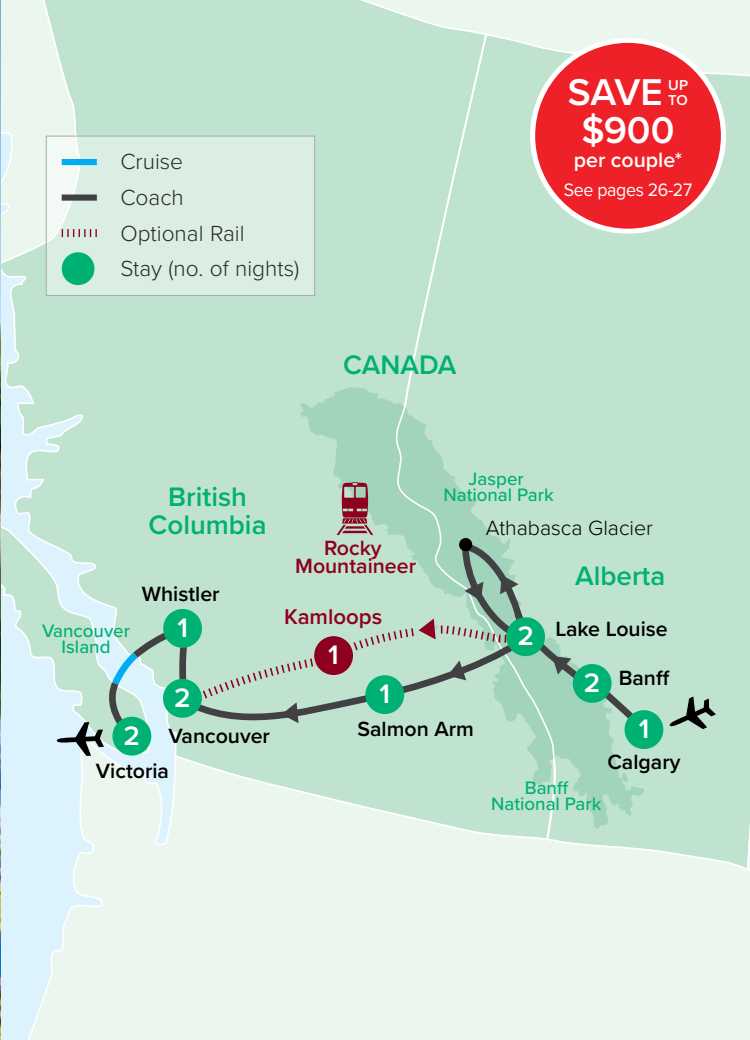 SAVE UP TO
$900
per couple*
See pages 26-27
Cruise
Coach
Optional Rail
Stay (no. of nights)
CANADA
British
Columbia
Rocky
Mountaineer
Jasper
National Park
Athabasca Glacier
Alberta
Whistler
1
Vancouver
Island
Kamloops
1
2
Lake Louise
2
Banff
2
Vancouver
1
Salmon Arm
1
Calgary
2
Victoria
Banff
National Park